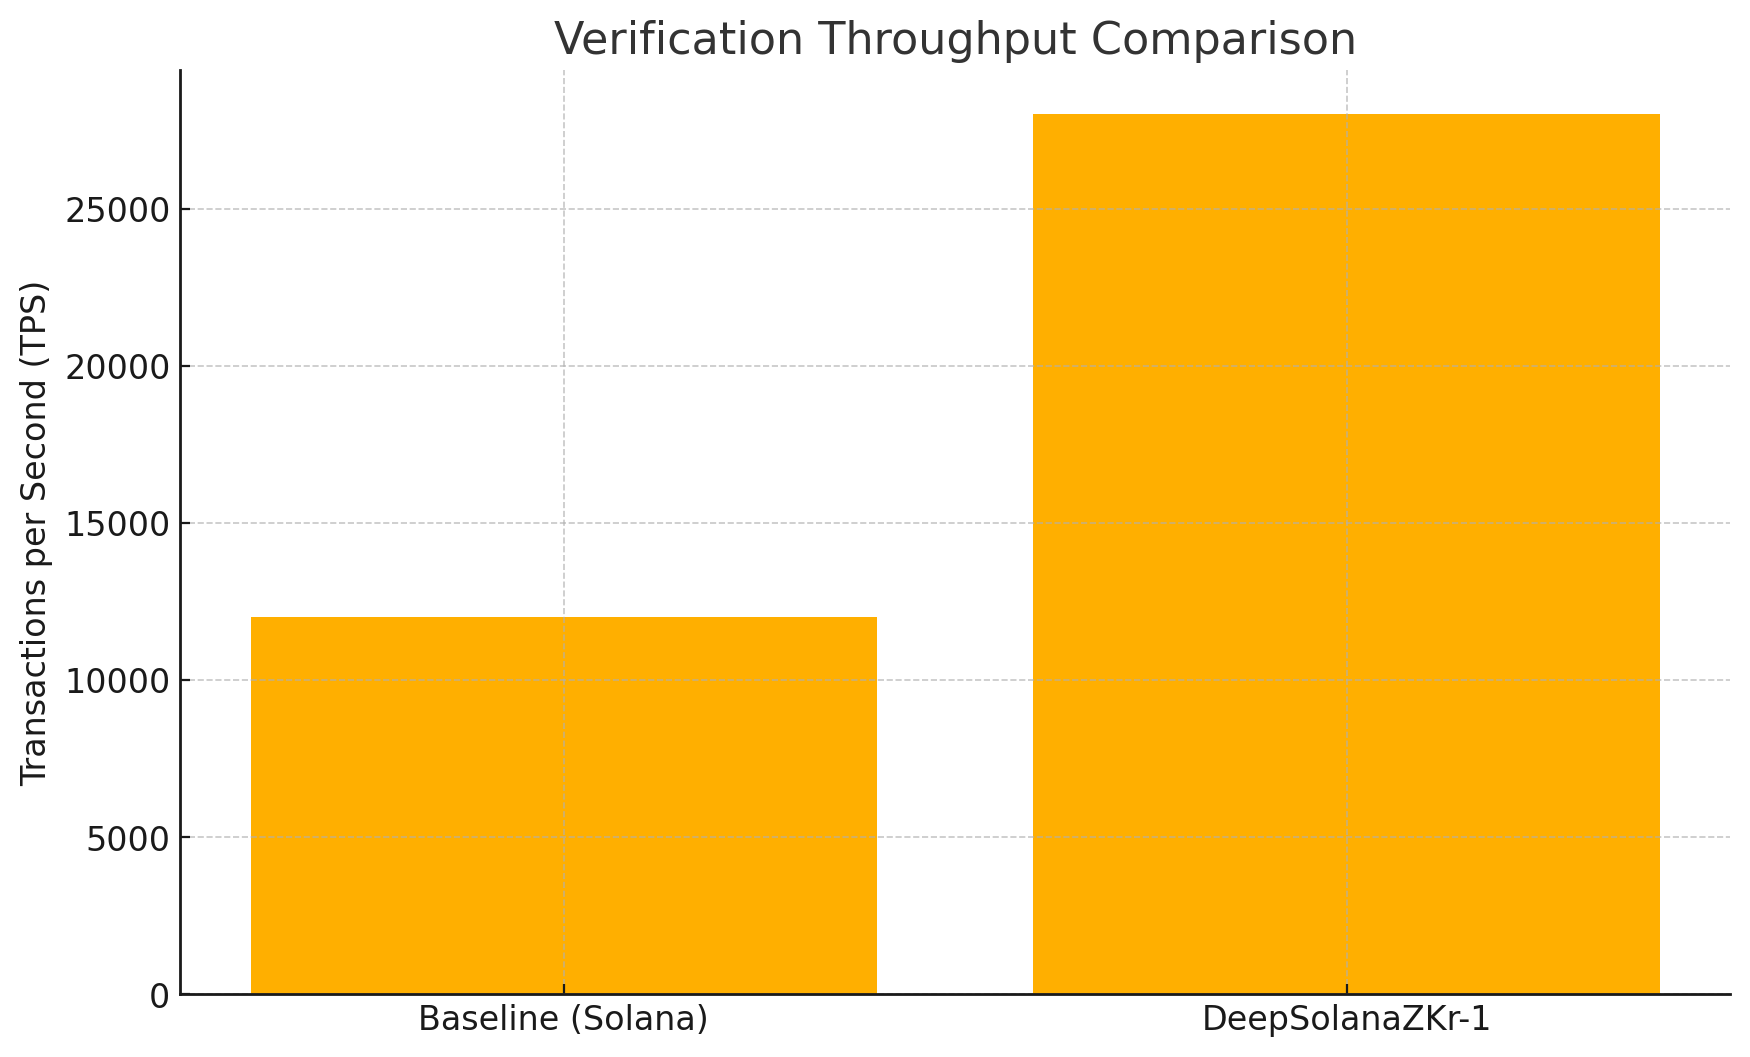 Verification Throughput Comparison
Transactions per Second (TPS)
25000
20000
15000
10000
5000
0
Baseline (Solana)
DeepSolanaZKr-1